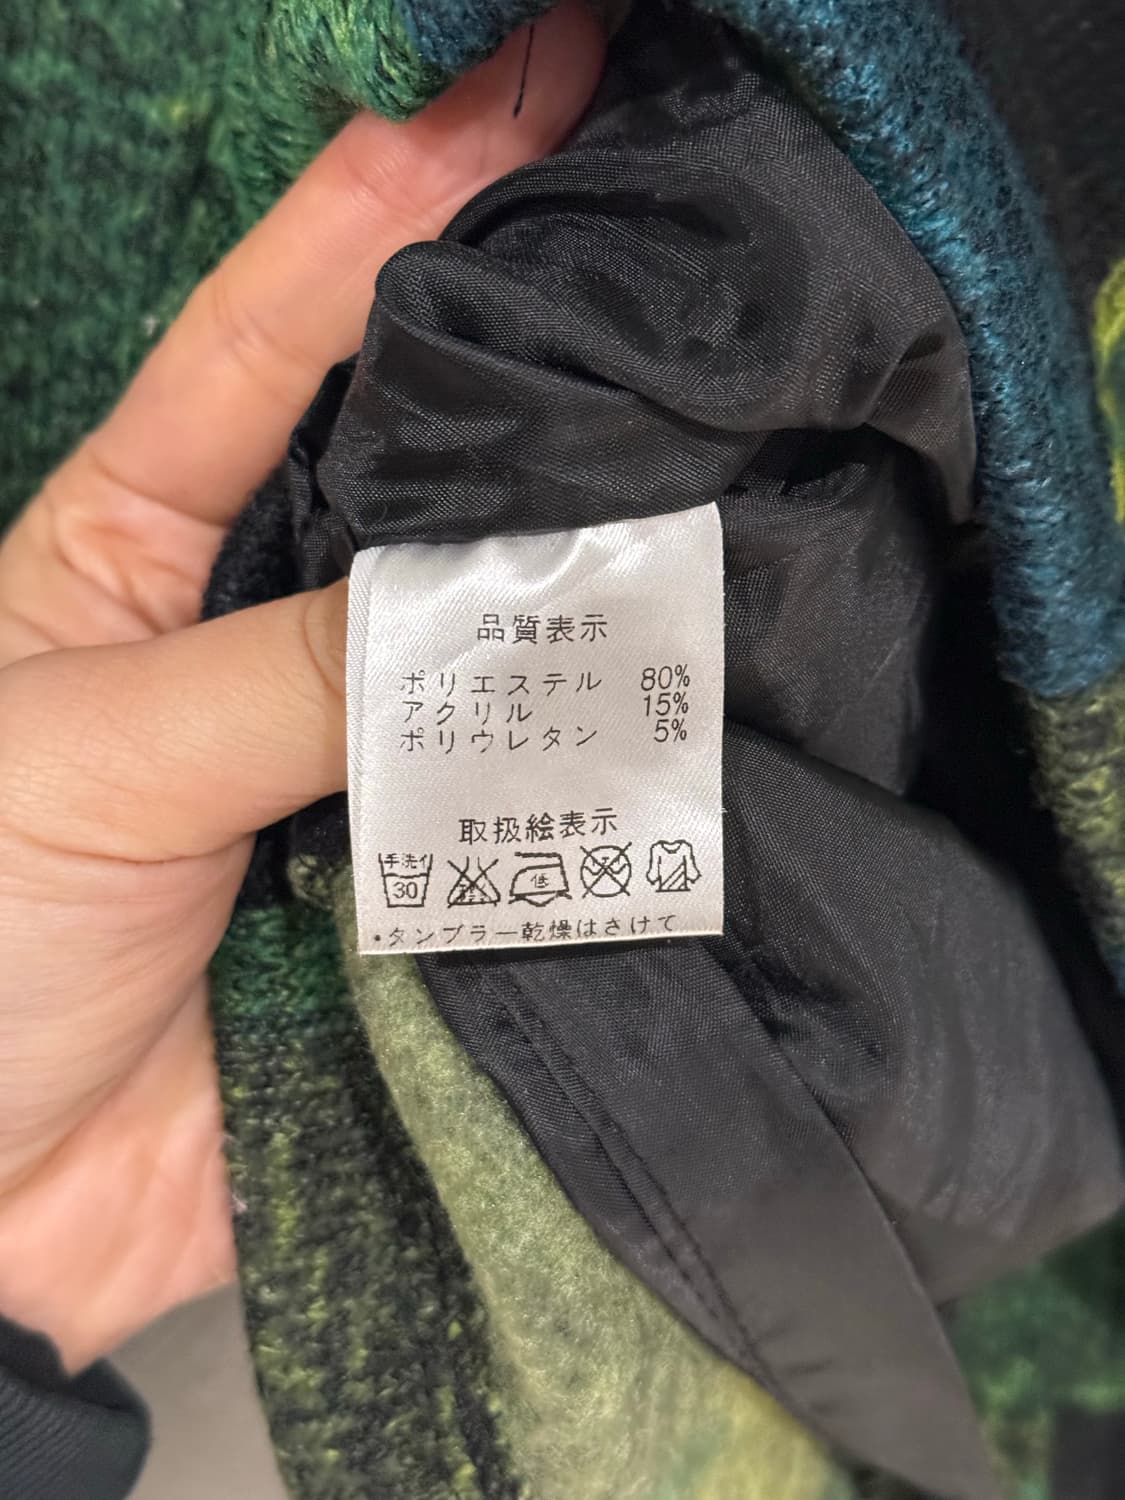 品質表示
ポリエステル 80%
アクリル 15%
ポリウレタン 5%
取扱絵表示
手洗イ
30
低
・タンブラー乾燥はさけて